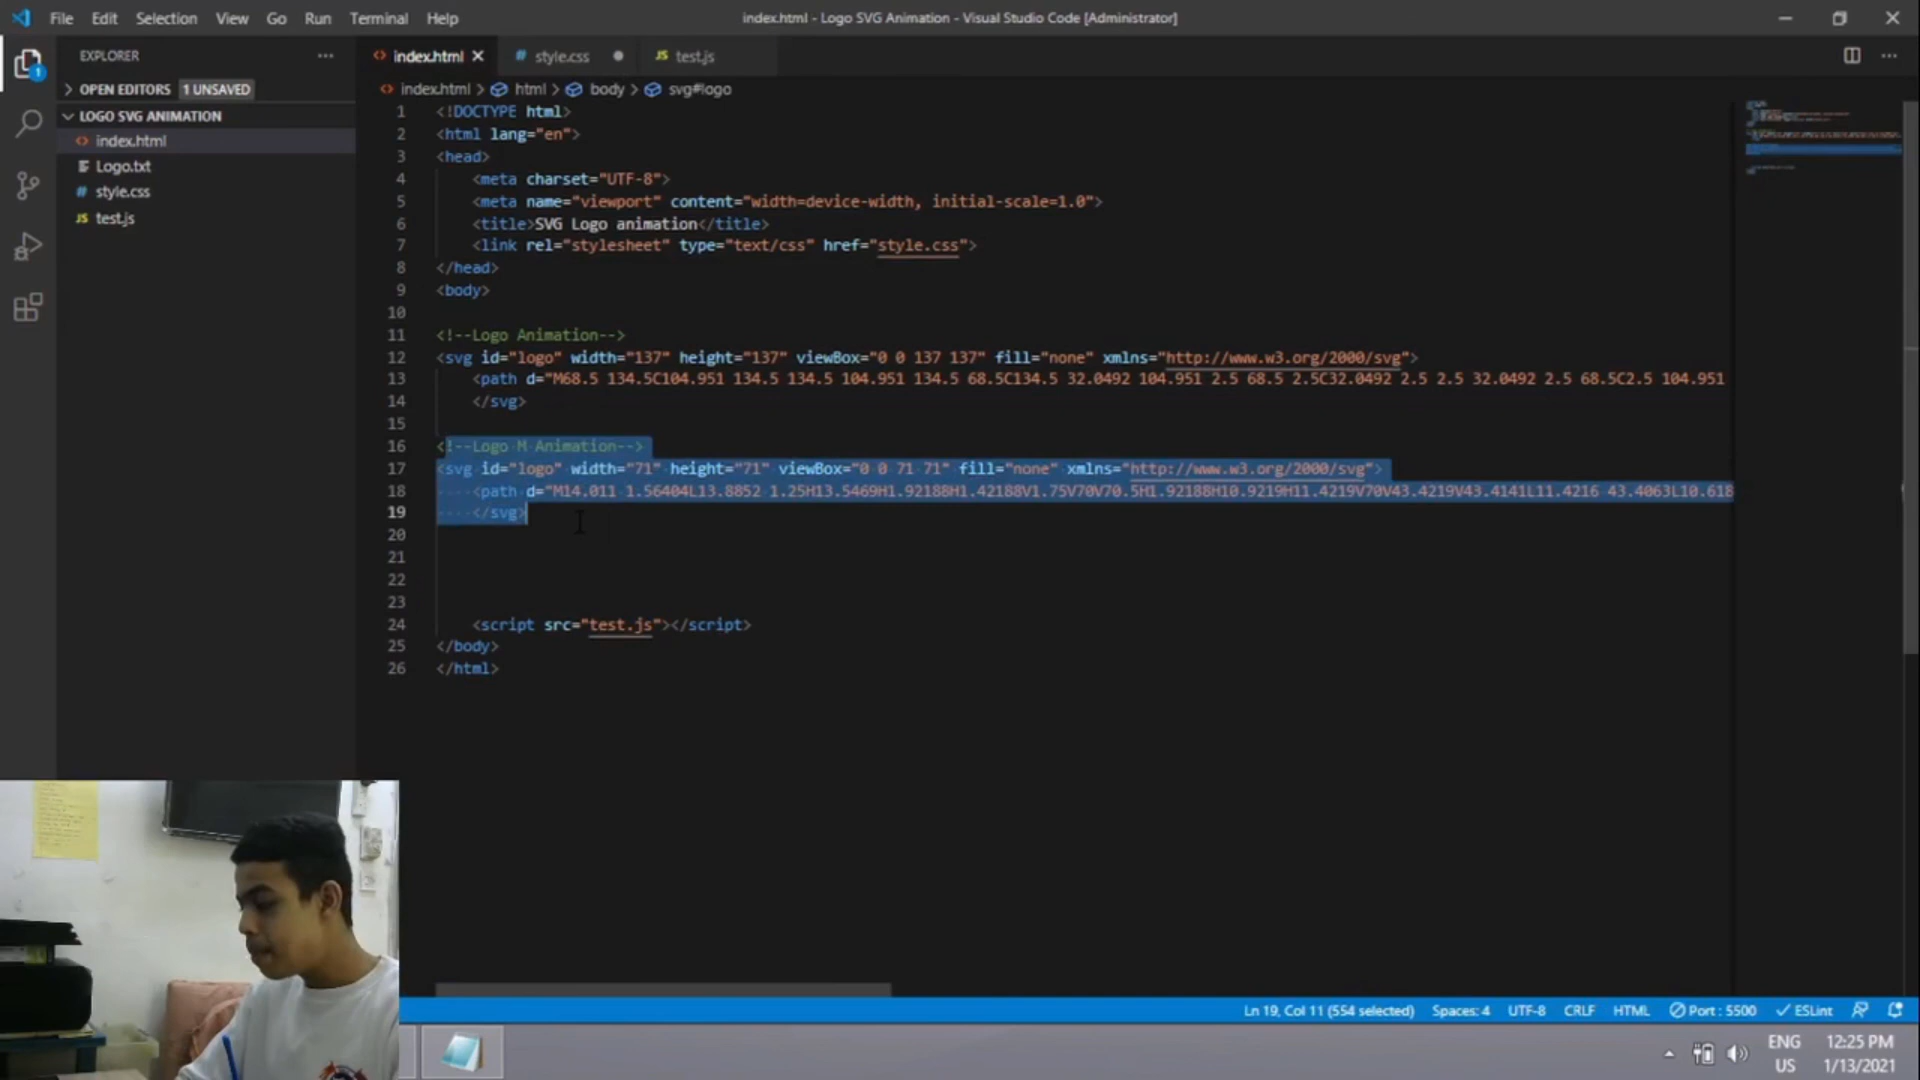 File Edit Selection View Go Run Terminal Help
index.html - Logo SVG Animation - Visual Studio Code [Administrator]
EXPLORER
OPEN EDITORS 1 UNSAVED
LOGO SVG ANIMATION
index.html
Logo.txt
style.css
test.js
1
index.html
style.css
test.js
index.html > html > body > svg#logo
1 <!DOCTYPE html>
2 <html lang="en">
3 <head>
4 <meta charset="UTF-8">
5 <meta name="viewport" content="width=device-width, initial-scale=1.0">
6 <title>SVG Logo animation</title>
7 <link rel="stylesheet" type="text/css" href="style.css">
8 </head>
9 <body>
10
11 <!--Logo Animation-->
12 <svg id="logo" width="137" height="137" viewBox="0 0 137 137" fill="none" xmlns="http://www.w3.org/2000/svg">
13 <path d="M68.5 134.5C104.951 134.5 134.5 104.951 134.5 68.5C134.5 32.0492 104.951 2.5 68.5 2.5C32.0492 2.5 2.5 32.0492 2.5 68.5C2.5 104.951
14 </svg>
15
16 <!--Logo M Animation-->
17 <svg id="logo" width="71" height="71" viewBox="0 0 71 71" fill="none" xmlns="http://www.w3.org/2000/svg">
18 <path d="M14.011 1.56404L13.8852 1.25H13.5469H1.92188H1.42188V1.75V70V70.5H1.92188H10.9219H11.4219V70V43.4219V43.4141L11.4216 43.4063L10.618
19 </svg>
20
21
22
23
24 <script src="test.js"></script>
25 </body>
26 </html>
Ln 19, Col 11 (554 selected) Spaces: 4 UTF-8 CRLF HTML Port : 5500 ESLint
ENG 12:25 PM
US 1/13/2021